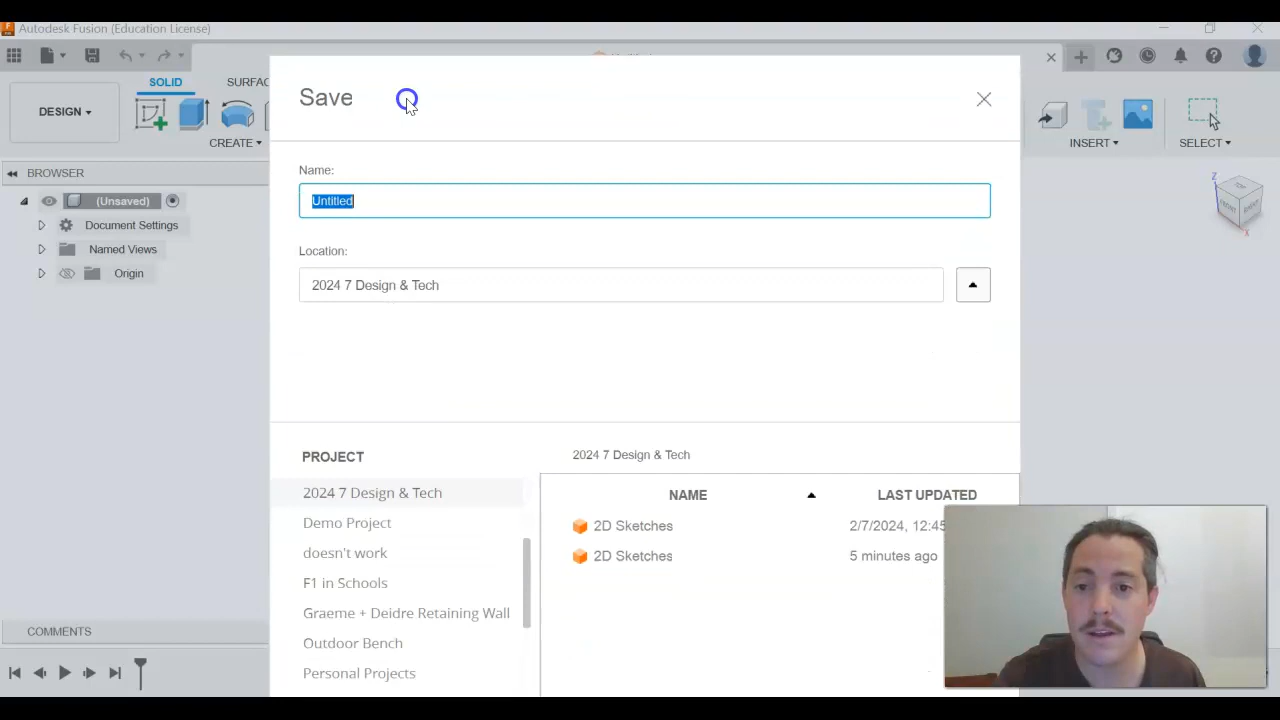 Autodesk Fusion (Education License)
SOLID
SURFAC
DESIGN
CREATE
INSERT
SELECT
BROWSER
(Unsaved)
Document Settings
Named Views
Origin
Save
Name:
Untitled
Location:
2024 7 Design & Tech
PROJECT
2024 7 Design & Tech
Demo Project
doesn't work
F1 in Schools
Graeme + Deidre Retaining Wall
Outdoor Bench
Personal Projects
2024 7 Design & Tech
NAME LAST UPDATED
2D Sketches 2/7/2024, 12:45
2D Sketches 5 minutes ago
Z
TOP
FRONT
RIGHT
X
COMMENTS